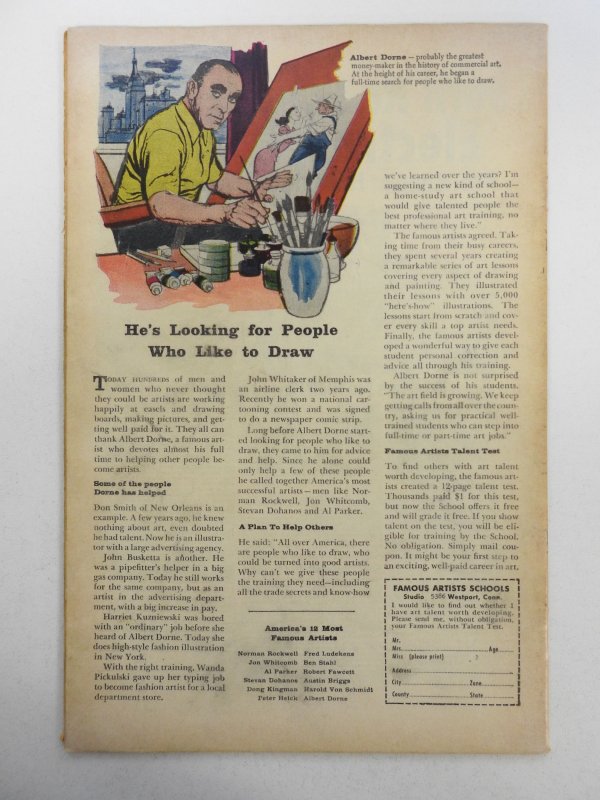 Albert Dorne – probably the greatest
money-maker in the history of commercial art.
At the height of his career, he began a
full-time search for people who like to draw.
He's Looking for People
Who Like to Draw
TODAY HUNDREDS of men and
women who never thought
they could be artists are working
happily at easels and drawing
boards, making pictures, and get-
ting well paid for it. They all can
thank Albert Dorne, a famous art-
ist who devotes almost his full
time to helping other people be-
come artists.
Some of the people
Dorne has helped
Don Smith of New Orleans is an
example. A few years ago, he knew
nothing about art, even doubted
he had talent. Now he is an illustra-
tor with a large advertising agency.
John Busketta is another. He
was a pipefitter's helper in a big
gas company. Today he still works
for the same company, but as an
artist in the advertising depart-
ment, with a big increase in pay.
Harriet Kuzniewski was bored
with an "ordinary" job before she
heard of Albert Dorne. Today she
does high-style fashion illustration
in New York.
With the right training, Wanda
Pickulski gave up her typing job
to become fashion artist for a local
department store.
John Whitaker of Memphis was
an airline clerk two years ago.
Recently he won a national car-
tooning contest and was signed
to do a newspaper comic strip.
Long before Albert Dorne start-
ed looking for people who like to
draw, they came to him for advice
and help. Since he alone could
only help a few of these people
he called together America's most
successful artists – men like Nor-
man Rockwell, Jon Whitcomb,
Stevan Dohanos and Al Parker.
A Plan To Help Others
He said: "All over America, there
are people who like to draw, who
could be turned into good artists.
Why can't we give these people
the training they need—including
all the trade secrets and know-how
America's 12 Most
Famous Artists
Norman Rockwell Fred Ludekens
Jon Whitcomb Ben Stahl
Al Parker Robert Fawcett
Stevan Dohanos Austin Briggs
Dong Kingman Harold Von Schmidt
Peter Helck Albert Dorne
we've learned over the years? I'm
suggesting a new kind of school—
a home-study art school that
would give talented people the
best professional art training, no
matter where they live."
The famous artists agreed. Tak-
ing time from their busy careers,
they spent several years creating
a remarkable series of art lessons
covering every aspect of drawing
and painting. They illustrated
their lessons with over 5,000
"here's-how" illustrations. The
lessons start from scratch and cov-
er every skill a top artist needs.
Finally, the famous artists devel-
oped a wonderful way to give each
student personal correction and
advice all through his training.
Albert Dorne is not surprised
by the success of his students.
"The art field is growing. We keep
getting calls from all over the coun-
try, asking us for practical well-
trained students who can step into
full-time or part-time art jobs."
Famous Artists Talent Test
To find others with art talent
worth developing, the famous art-
ists created a 12-page talent test.
Thousands paid $1 for this test,
but now the School offers it free
and will grade it free. If you show
talent on the test, you will be eli-
gible for training by the School.
No obligation. Simply mail cou-
pon. It might be your first step to
an exciting, well-paid career in art.
FAMOUS ARTISTS SCHOOLS
Studio 5366 Westport, Conn.
I would like to find out whether I
have art talent worth developing.
Please send me, without obligation,
your Famous Artists Talent Test.
Mr.
Mrs. Age
Miss (please print)
Address
City Zone
County State